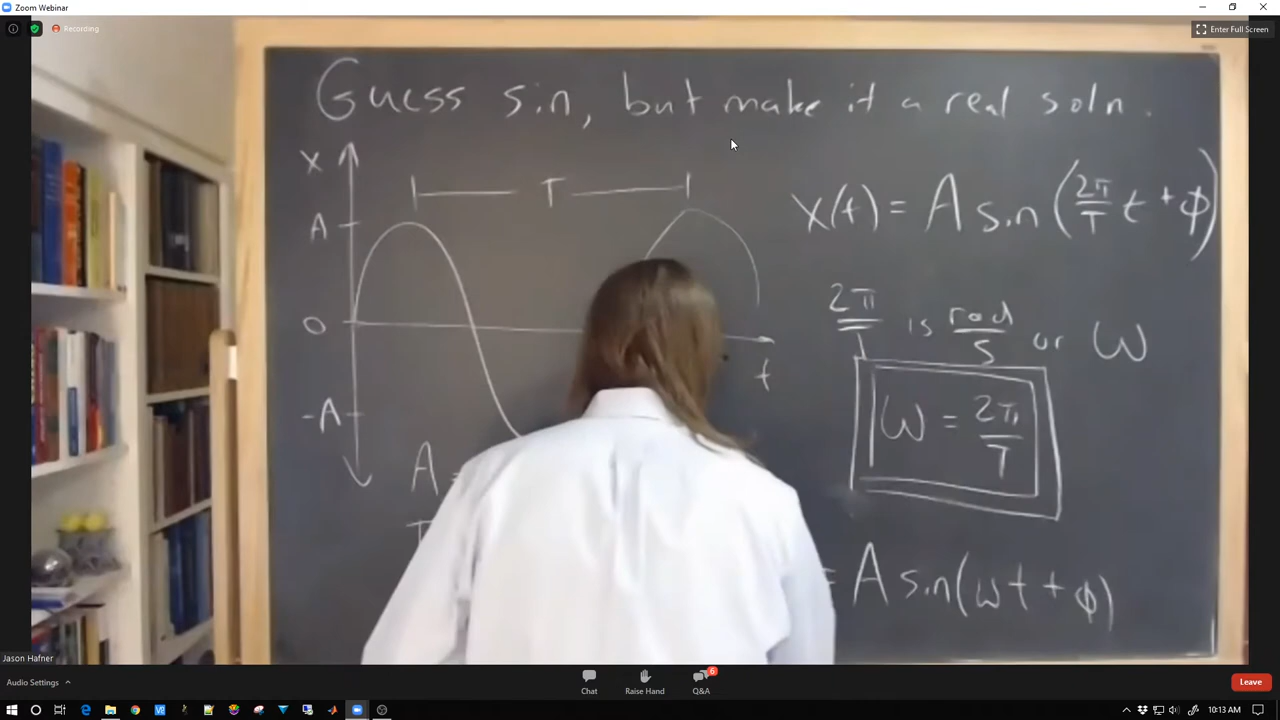 Zoom Webinar
Recording
Enter Full Screen
Guess sin, but make it a real soln.
X
A
T
0
-A
t
A =
T
x(t) = A sin(2π/T t + φ)
2π is rad/s or ω
ω = 2π/T
= A sin(ωt + φ)
Jason Hafner
Audio Settings
Chat
Raise Hand
6
Q&A
Leave
10:13 AM